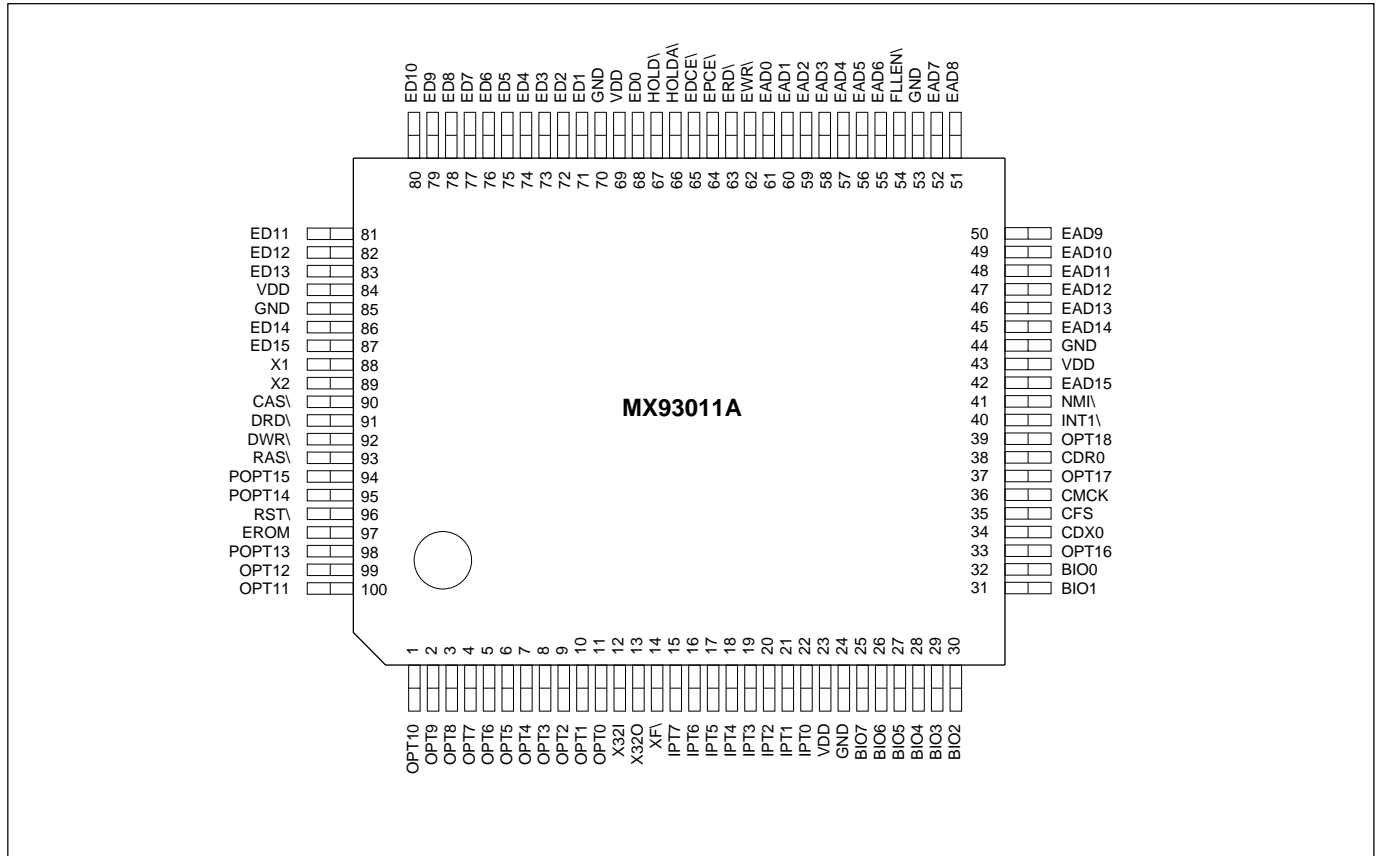 ED10 ED9 ED8 ED7 ED6 ED5 ED4 ED3 ED2 ED1 GND VDD ED0 HOLD\ HOLDA\ EDCE\ EPCE\ ERD\ EWR\ EAD0 EAD1 EAD2 EAD3 EAD4 EAD5 EAD6 FLLEN\ GND EAD7 EAD8
80 79 78 77 76 75 74 73 72 71 70 69 68 67 66 65 64 63 62 61 60 59 58 57 56 55 54 53 52 51
ED11 81 50 EAD9
ED12 82 49 EAD10
ED13 83 48 EAD11
VDD 84 47 EAD12
GND 85 46 EAD13
ED14 86 45 EAD14
ED15 87 44 GND
X1 88 43 VDD
X2 89 42 EAD15
CAS\ 90 41 NMI\
DRD\ 91 40 INT1\
DWR\ 92 39 OPT18
RAS\ 93 38 CDR0
POPT15 94 37 OPT17
POPT14 95 36 CMCK
RST\ 96 35 CFS
EROM 97 34 CDX0
POPT13 98 33 OPT16
OPT12 99 32 BIO0
OPT11 100 31 BIO1
MX93011A
1 2 3 4 5 6 7 8 9 10 11 12 13 14 15 16 17 18 19 20 21 22 23 24 25 26 27 28 29 30
OPT10 OPT9 OPT8 OPT7 OPT6 OPT5 OPT4 OPT3 OPT2 OPT1 OPT0 X32I X32O XF\ IPT7 IPT6 IPT5 IPT4 IPT3 IPT2 IPT1 IPT0 VDD GND BIO7 BIO6 BIO5 BIO4 BIO3 BIO2